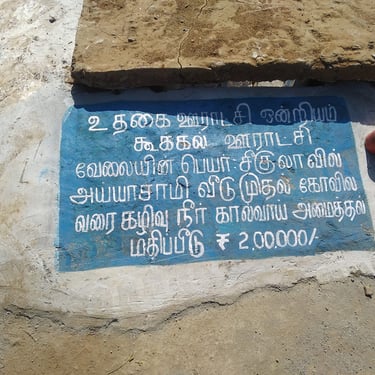 உதகை ஊராட்சி ஒன்றியம்
கூக்கல் ஊராட்சி
வேலையின் பெயர்: சிகுலாவில்
அய்யாசாமி வீடு முதல் கோவில்
வரை கழிவு நீர் கால்வாய் அமைத்தல்
மதிப்பீடு ₹ 2,00,000/-